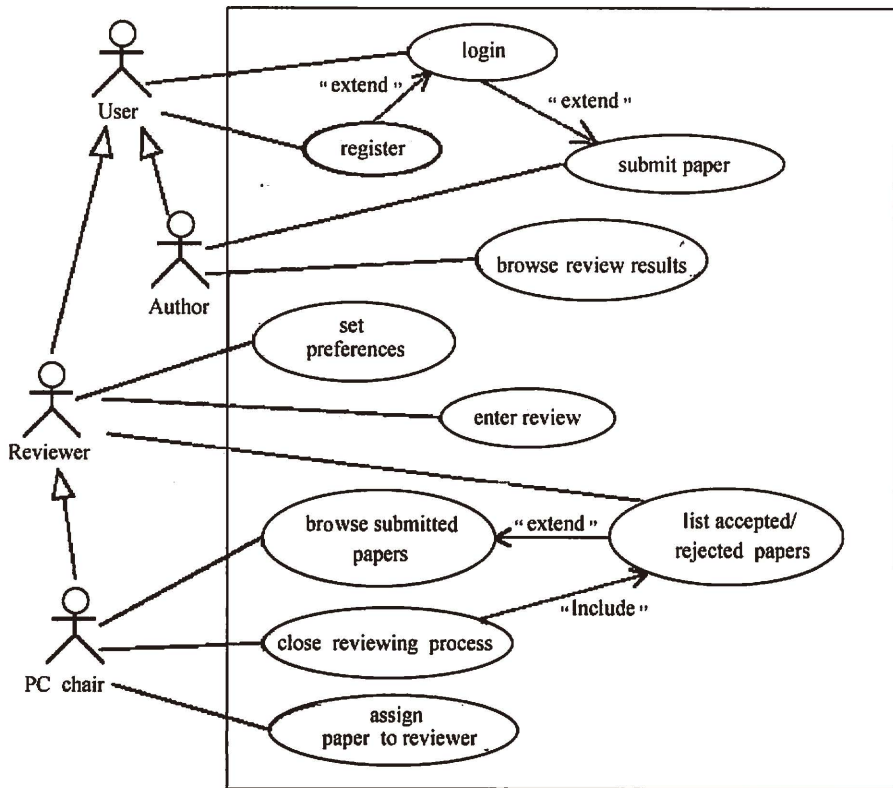 login
"extend"
"extend"
User
register
submit paper
browse review results
Author
set
preferences
enter review
Reviewer
browse submitted
papers
"extend"
list accepted/
rejected papers
"Include"
close reviewing process
PC chair
assign
paper to reviewer